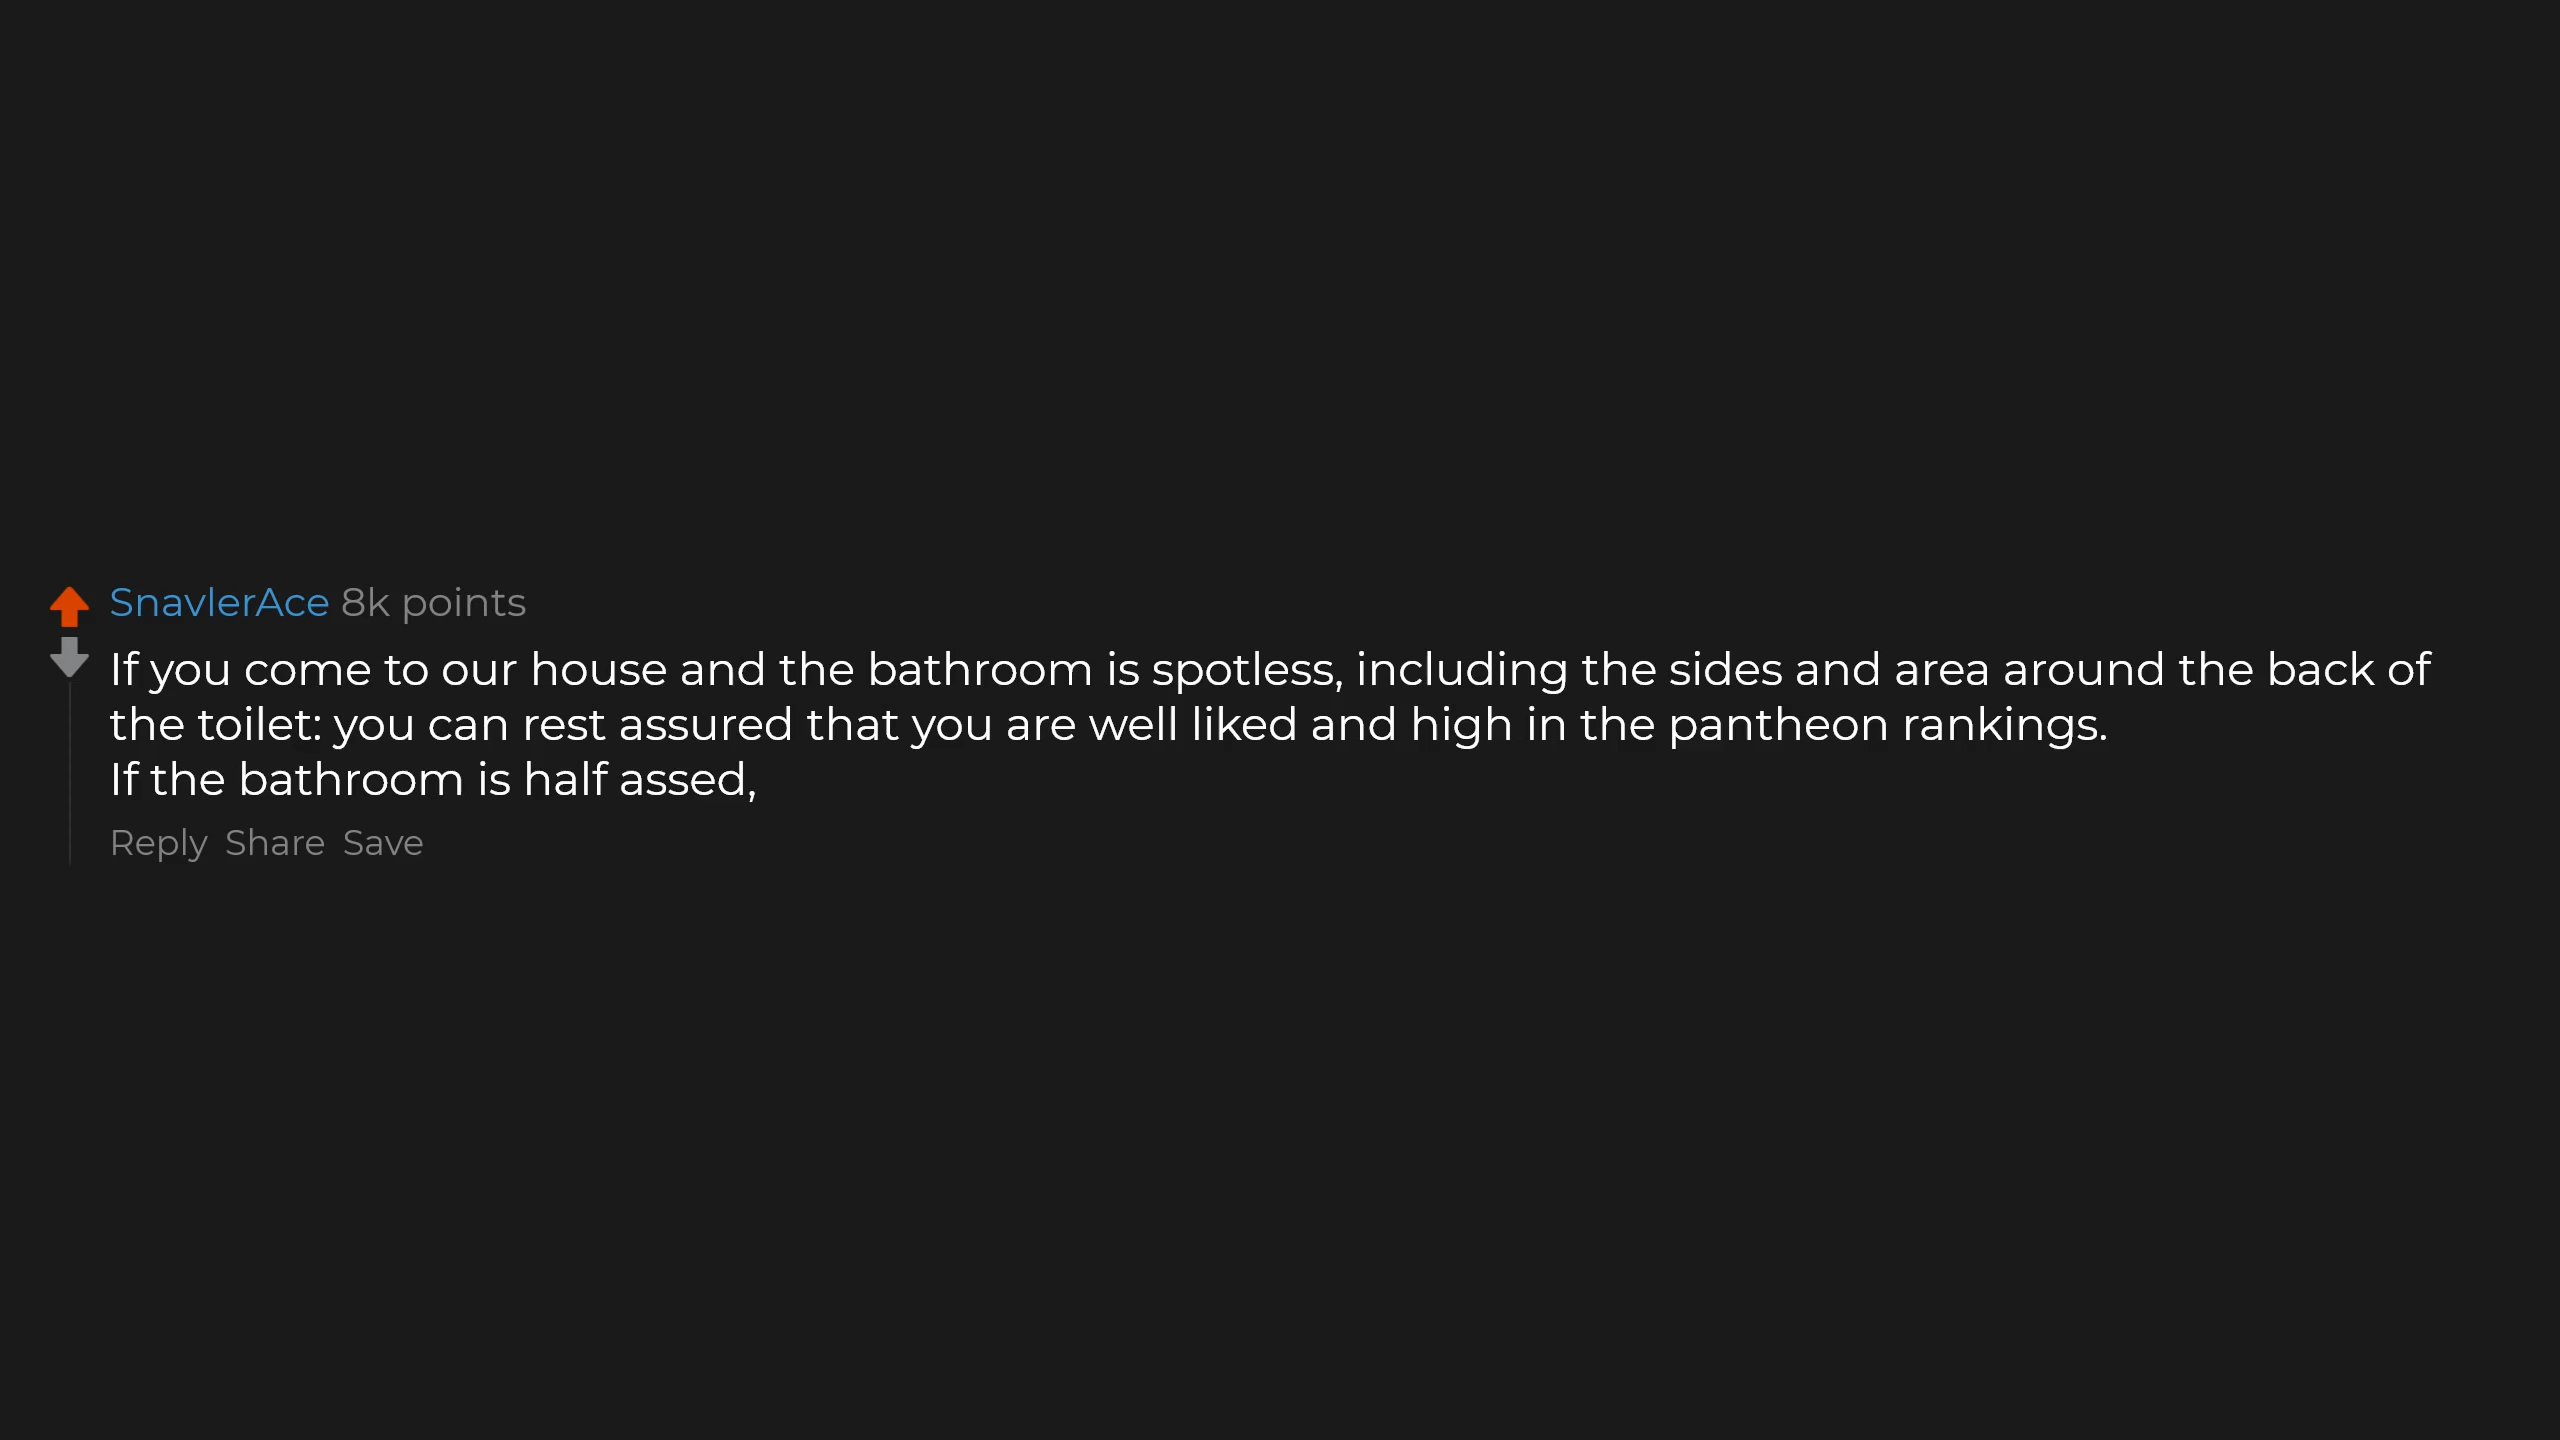 SnavlerAce 8k points
If you come to our house and the bathroom is spotless, including the sides and area around the back of
the toilet: you can rest assured that you are well liked and high in the pantheon rankings.
If the bathroom is half assed,
Reply Share Save